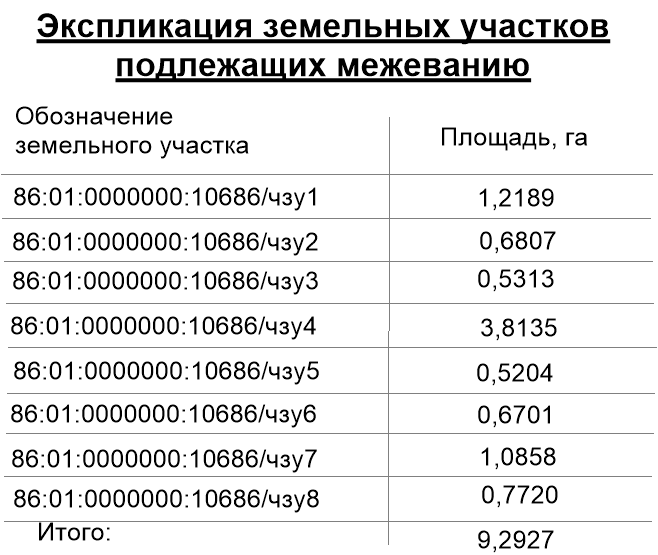 Экспликация земельных участков
подлежащих межеванию
Обозначение
земельного участка
Площадь, га
86:01:0000000:10686/чзу1 1,2189
86:01:0000000:10686/чзу2 0,6807
86:01:0000000:10686/чзу3 0,5313
86:01:0000000:10686/чзу4 3,8135
86:01:0000000:10686/чзу5 0,5204
86:01:0000000:10686/чзу6 0,6701
86:01:0000000:10686/чзу7 1,0858
86:01:0000000:10686/чзу8 0,7720
Итого: 9,2927